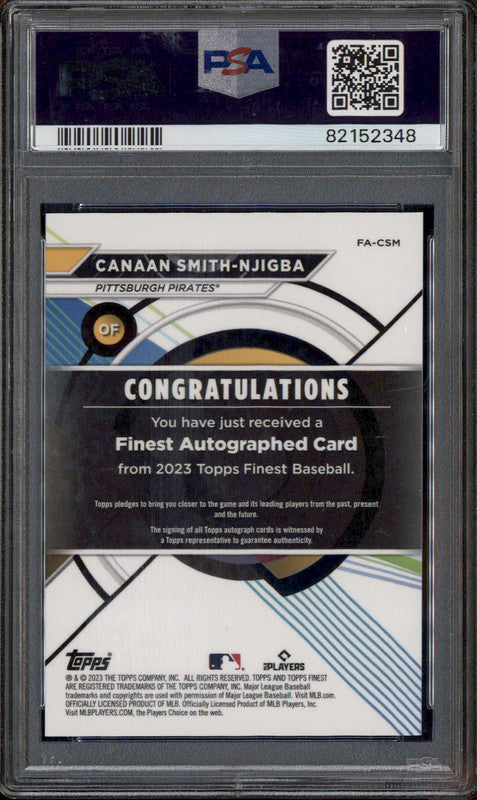 PSA
82152348
FA-CSM
CANAAN SMITH-NJIGBA
PITTSBURGH PIRATES®
OF
CONGRATULATIONS
You have just received a
Finest Autographed Card
from 2023 Topps Finest Baseball.
Topps pledges to bring you closer to the game and its leading players from the past, present
and the future.
The signing of all Topps autograph cards is witnessed by
a Topps representative to guarantee authenticity.
topps
PLAYERS
® & © 2023 THE TOPPS COMPANY, INC. ALL RIGHTS RESERVED. TOPPS AND TOPPS FINEST
ARE REGISTERED TRADEMARKS OF THE TOPPS COMPANY, INC. Major League Baseball
trademarks and copyrights are used with permission of Major League Baseball. Visit MLB.com.
OFFICIALLY LICENSED PRODUCT OF MLB. Officially Licensed Product of MLB Players, Inc.
Visit MLBPLAYERS.COM, the Players Choice on the web.